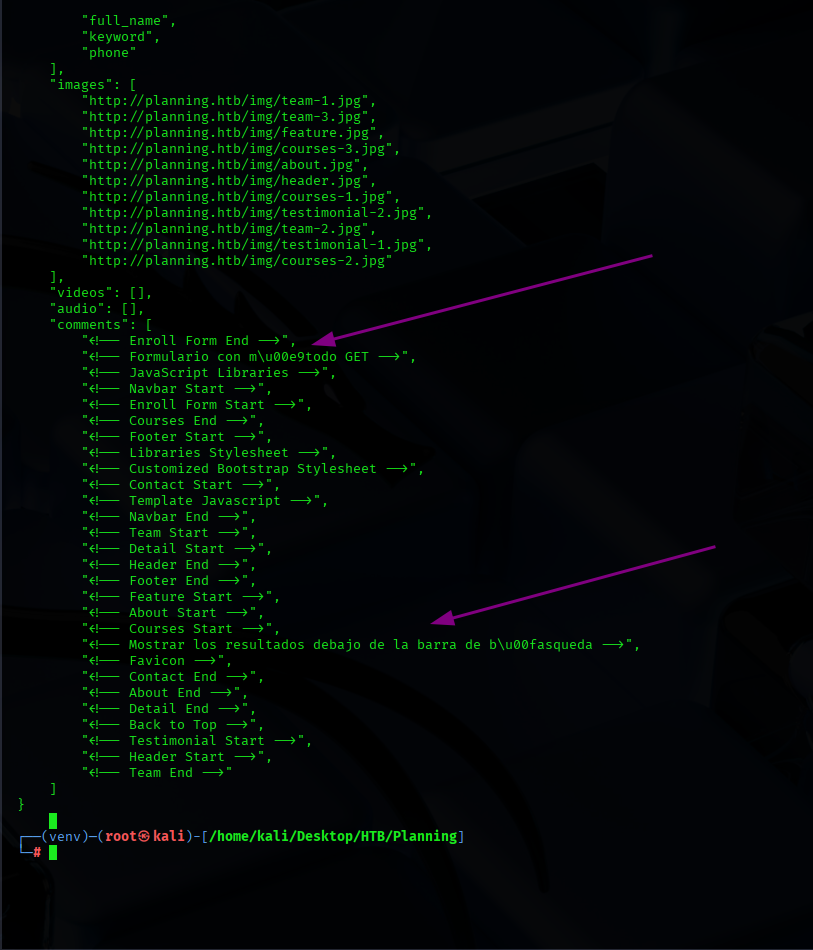 "full_name",
"keyword",
"phone"
],
"images": [
"http://planning.htb/img/team-1.jpg",
"http://planning.htb/img/team-3.jpg",
"http://planning.htb/img/feature.jpg",
"http://planning.htb/img/courses-3.jpg",
"http://planning.htb/img/about.jpg",
"http://planning.htb/img/header.jpg",
"http://planning.htb/img/courses-1.jpg",
"http://planning.htb/img/testimonial-2.jpg",
"http://planning.htb/img/team-2.jpg",
"http://planning.htb/img/testimonial-1.jpg",
"http://planning.htb/img/courses-2.jpg"
],
"videos": [],
"audio": [],
"comments": [
"<!-- Enroll Form End -->",
"<!-- Formulario con m\u00e9todo GET -->",
"<!-- JavaScript Libraries -->",
"<!-- Navbar Start -->",
"<!-- Enroll Form Start -->",
"<!-- Courses End -->",
"<!-- Footer Start -->",
"<!-- Libraries Stylesheet -->",
"<!-- Customized Bootstrap Stylesheet -->",
"<!-- Contact Start -->",
"<!-- Template Javascript -->",
"<!-- Navbar End -->",
"<!-- Team Start -->",
"<!-- Detail Start -->",
"<!-- Header End -->",
"<!-- Footer End -->",
"<!-- Feature Start -->",
"<!-- About Start -->",
"<!-- Courses Start -->",
"<!-- Mostrar los resultados debajo de la barra de b\u00fasqueda -->",
"<!-- Favicon -->",
"<!-- Contact End -->",
"<!-- About End -->",
"<!-- Detail End -->",
"<!-- Back to Top -->",
"<!-- Testimonial Start -->",
"<!-- Header Start -->",
"<!-- Team End -->"
]
}
┌──(venv)─(root㉿kali)-[/home/kali/Desktop/HTB/Planning]
└─#